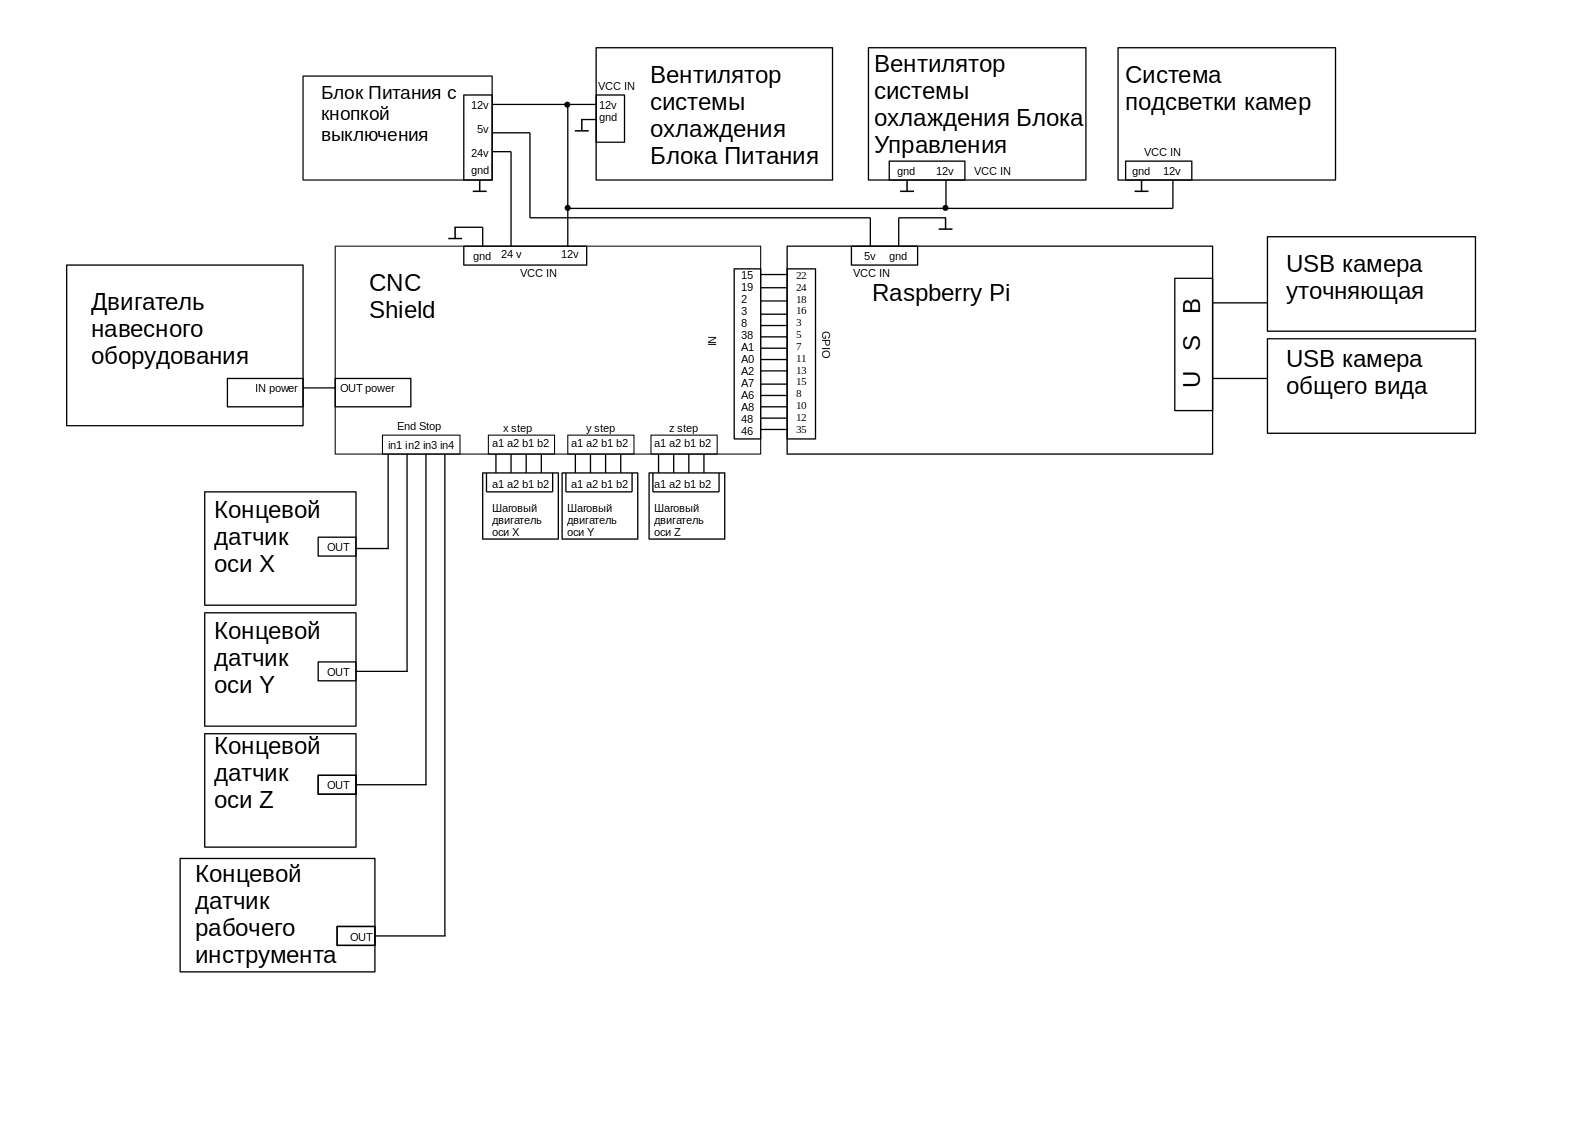 Блок Питания с
кнопкой
выключения
12v
5v
24v
gnd
VCC IN
12v
gnd
Вентилятор
системы
охлаждения
Блока Питания
Вентилятор
системы
охлаждения Блока
Управления
gnd 12v VCC IN
Система
подсветки камер
VCC IN
gnd 12v
gnd 24 v 12v
VCC IN
CNC
Shield
IN
15
19
2
3
8
38
A1
A0
A2
A7
A6
A8
48
46
22
24
18
16
3
5
7
11
13
15
8
10
12
35
GPIO
5v gnd
VCC IN
Raspberry Pi
U S B
USB камера
уточняющая
USB камера
общего вида
Двигатель
навесного
оборудования
IN power
OUT power
End Stop
in1 in2 in3 in4
x step
a1 a2 b1 b2
y step
a1 a2 b1 b2
z step
a1 a2 b1 b2
a1 a2 b1 b2
Шаговый
двигатель
оси X
a1 a2 b1 b2
Шаговый
двигатель
оси Y
a1 a2 b1 b2
Шаговый
двигатель
оси Z
Концевой
датчик
оси X
OUT
Концевой
датчик
оси Y
OUT
Концевой
датчик
оси Z
OUT
Концевой
датчик
рабочего
инструмента
OUT